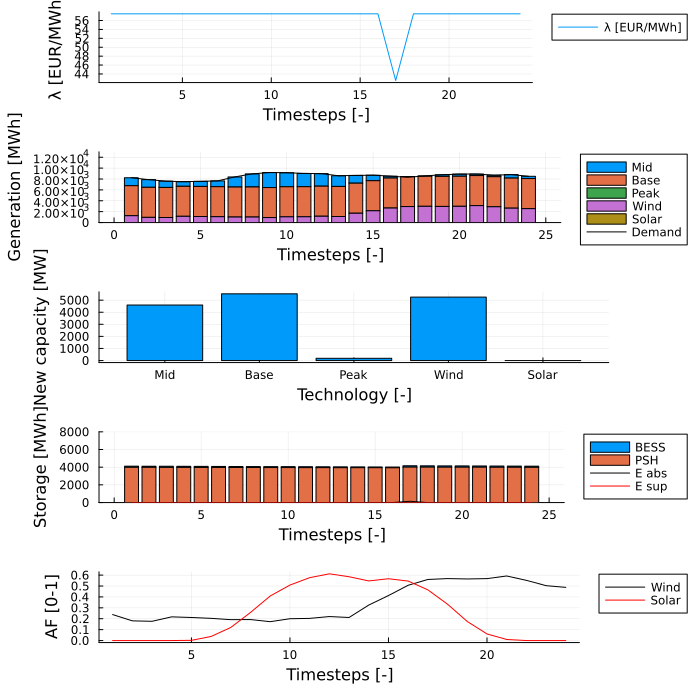 λ [EUR/MWh]
56
54
52
50
48
46
44
5 10 15 20
Timesteps [-]
λ [EUR/MWh]
Generation [MWh]
1.20×10⁴
1.00×10⁴
8.00×10³
6.00×10³
4.00×10³
2.00×10³
0
0 5 10 15 20 25
Timesteps [-]
Mid
Base
Peak
Wind
Solar
Demand
New capacity [MW]
5000
4000
3000
2000
1000
0
Mid Base Peak Wind Solar
Technology [-]
Storage [MWh]
8000
6000
4000
2000
0
0 5 10 15 20 25
Timesteps [-]
BESS
PSH
E abs
E sup
AF [0-1]
0.6
0.5
0.4
0.3
0.2
0.1
0.0
5 10 15 20
Timesteps [-]
Wind
Solar